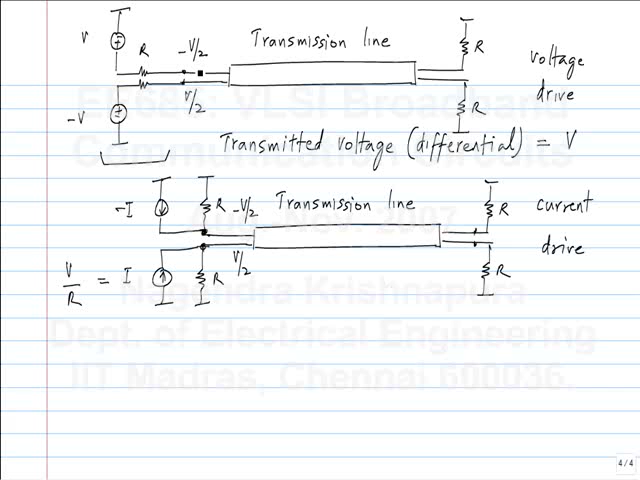 V R -V/2 Transmission line R voltage
-V V/2 R drive
Transmitted voltage (differential) = V
-I R -V/2 Transmission line R current
V/R = I R V/2 R drive
EE685: VLSI Broadband
Communication Circuits
Nov. 2007
Nagendra Krishnapura
Dept. of Electrical Engineering
IIT Madras, Chennai 600036.
4/4